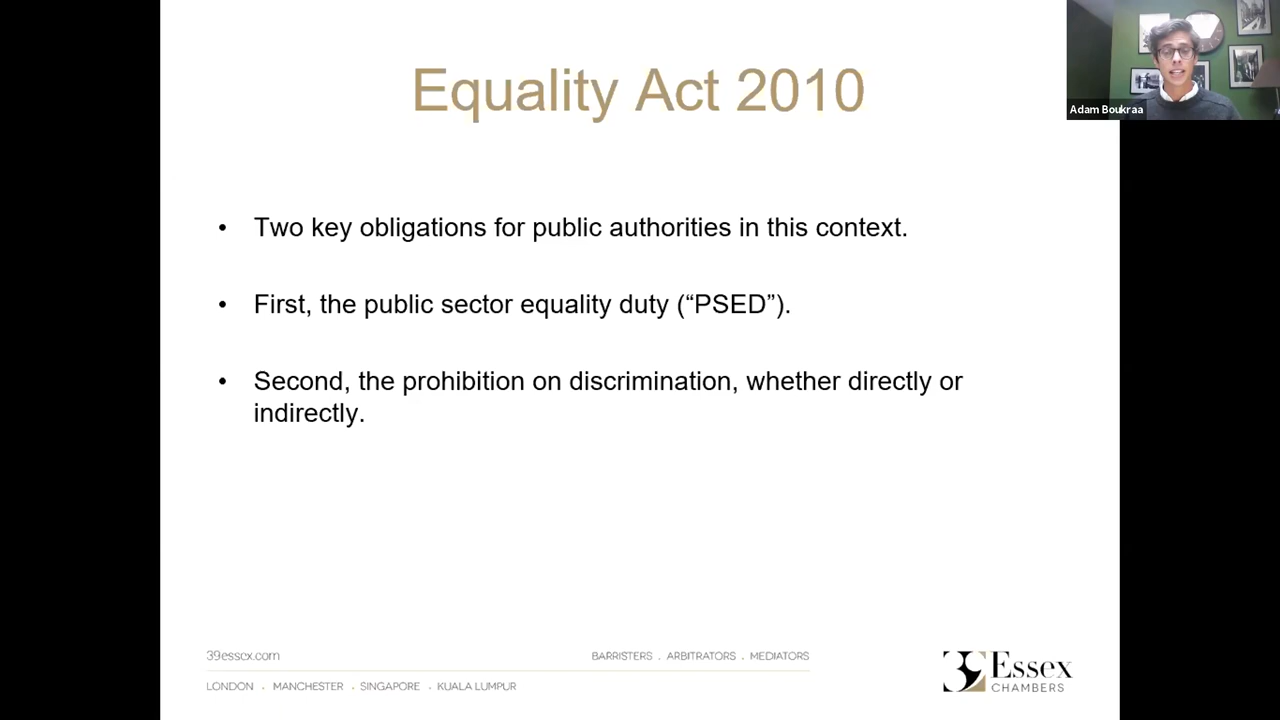 Equality Act 2010
Adam Boukraa
• Two key obligations for public authorities in this context.
• First, the public sector equality duty (“PSED”).
• Second, the prohibition on discrimination, whether directly or
indirectly.
39essex.com
BARRISTERS . ARBITRATORS . MEDIATORS
LONDON . MANCHESTER . SINGAPORE . KUALA LUMPUR
39 Essex
CHAMBERS